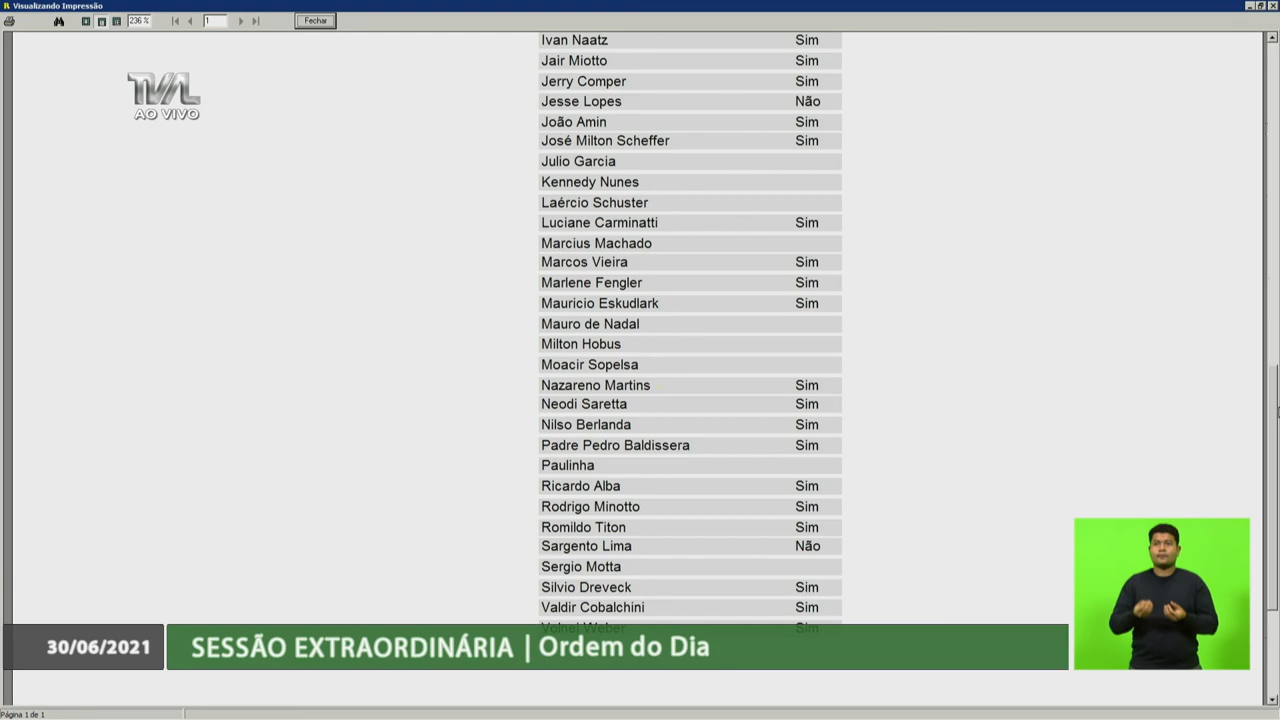 Visualizando Impressão
236 %
1
Fechar
TVAL
AO VIVO
Ivan Naatz Sim
Jair Miotto Sim
Jerry Comper Sim
Jesse Lopes Não
João Amin Sim
José Milton Scheffer Sim
Julio Garcia
Kennedy Nunes
Laércio Schuster
Luciane Carminatti Sim
Marcius Machado
Marcos Vieira Sim
Marlene Fengler Sim
Mauricio Eskudlark Sim
Mauro de Nadal
Milton Hobus
Moacir Sopelsa
Nazareno Martins Sim
Neodi Saretta Sim
Nilso Berlanda Sim
Padre Pedro Baldissera Sim
Paulinha
Ricardo Alba Sim
Rodrigo Minotto Sim
Romildo Titon Sim
Sargento Lima Não
Sergio Motta
Silvio Dreveck Sim
Valdir Cobalchini Sim
Volnei Weber Sim
30/06/2021
SESSÃO EXTRAORDINÁRIA | Ordem do Dia
Página 1 de 1